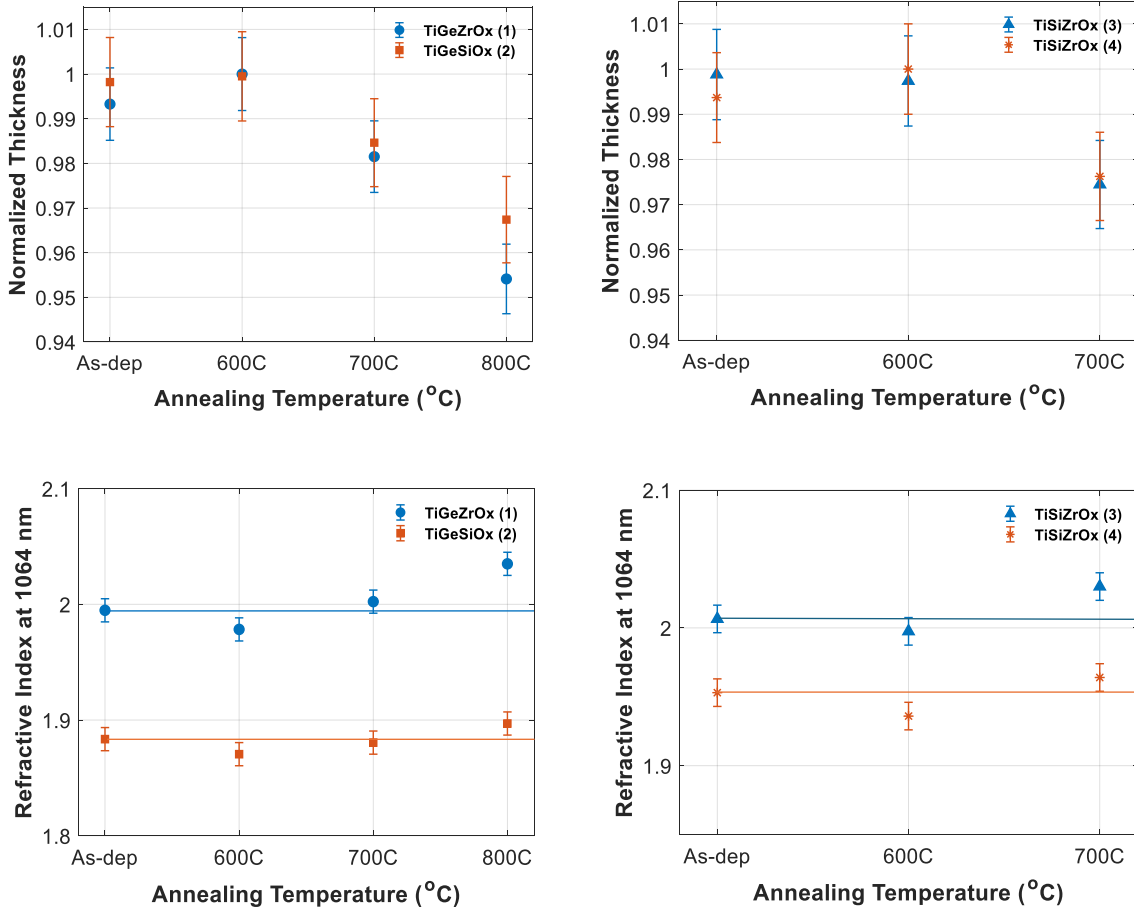 1.01
1
0.99
0.98
0.97
0.96
0.95
0.94
Normalized Thickness
TiGeZrOx (1)
TiGeSiOx (2)
As-dep 600C 700C 800C
Annealing Temperature (°C)
1.01
1
0.99
0.98
0.97
0.96
0.95
0.94
Normalized Thickness
TiSiZrOx (3)
TiSiZrOx (4)
As-dep 600C 700C
Annealing Temperature (°C)
2.1
2
1.9
1.8
Refractive Index at 1064 nm
TiGeZrOx (1)
TiGeSiOx (2)
As-dep 600C 700C 800C
Annealing Temperature (°C)
2.1
2
1.9
Refractive Index at 1064 nm
TiSiZrOx (3)
TiSiZrOx (4)
As-dep 600C 700C
Annealing Temperature (°C)